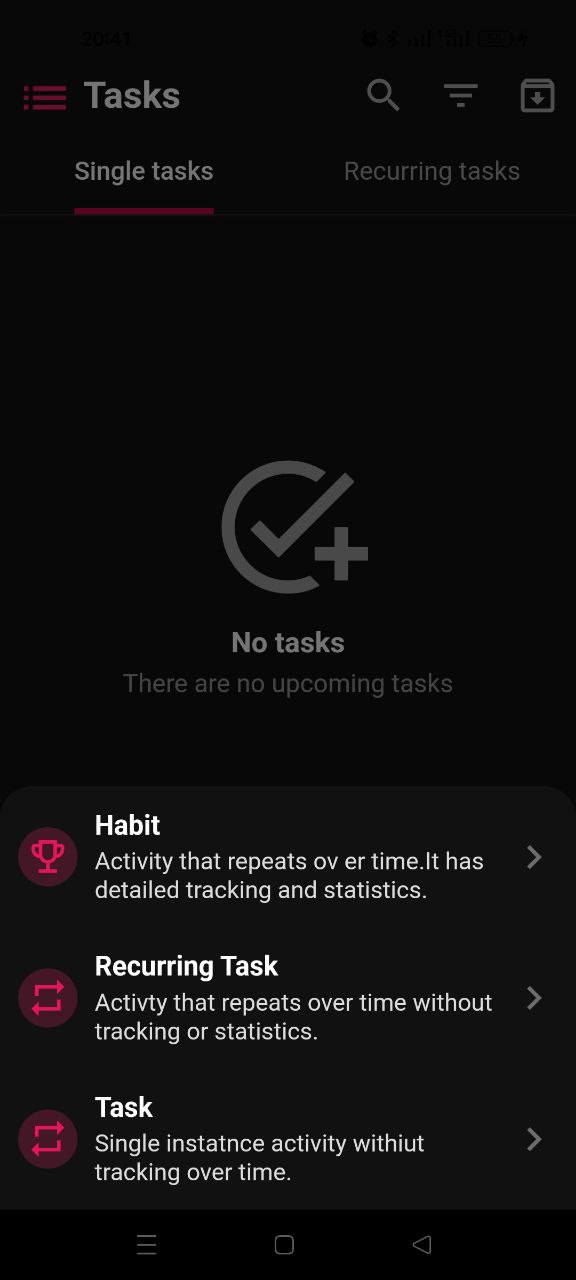 20:41
Tasks
Single tasks
Recurring tasks
No tasks
There are no upcoming tasks
Habit
Activity that repeats ov er time.It has
detailed tracking and statistics.
Recurring Task
Activty that repeats over time without
tracking or statistics.
Task
Single instatnce activity withiut
tracking over time.